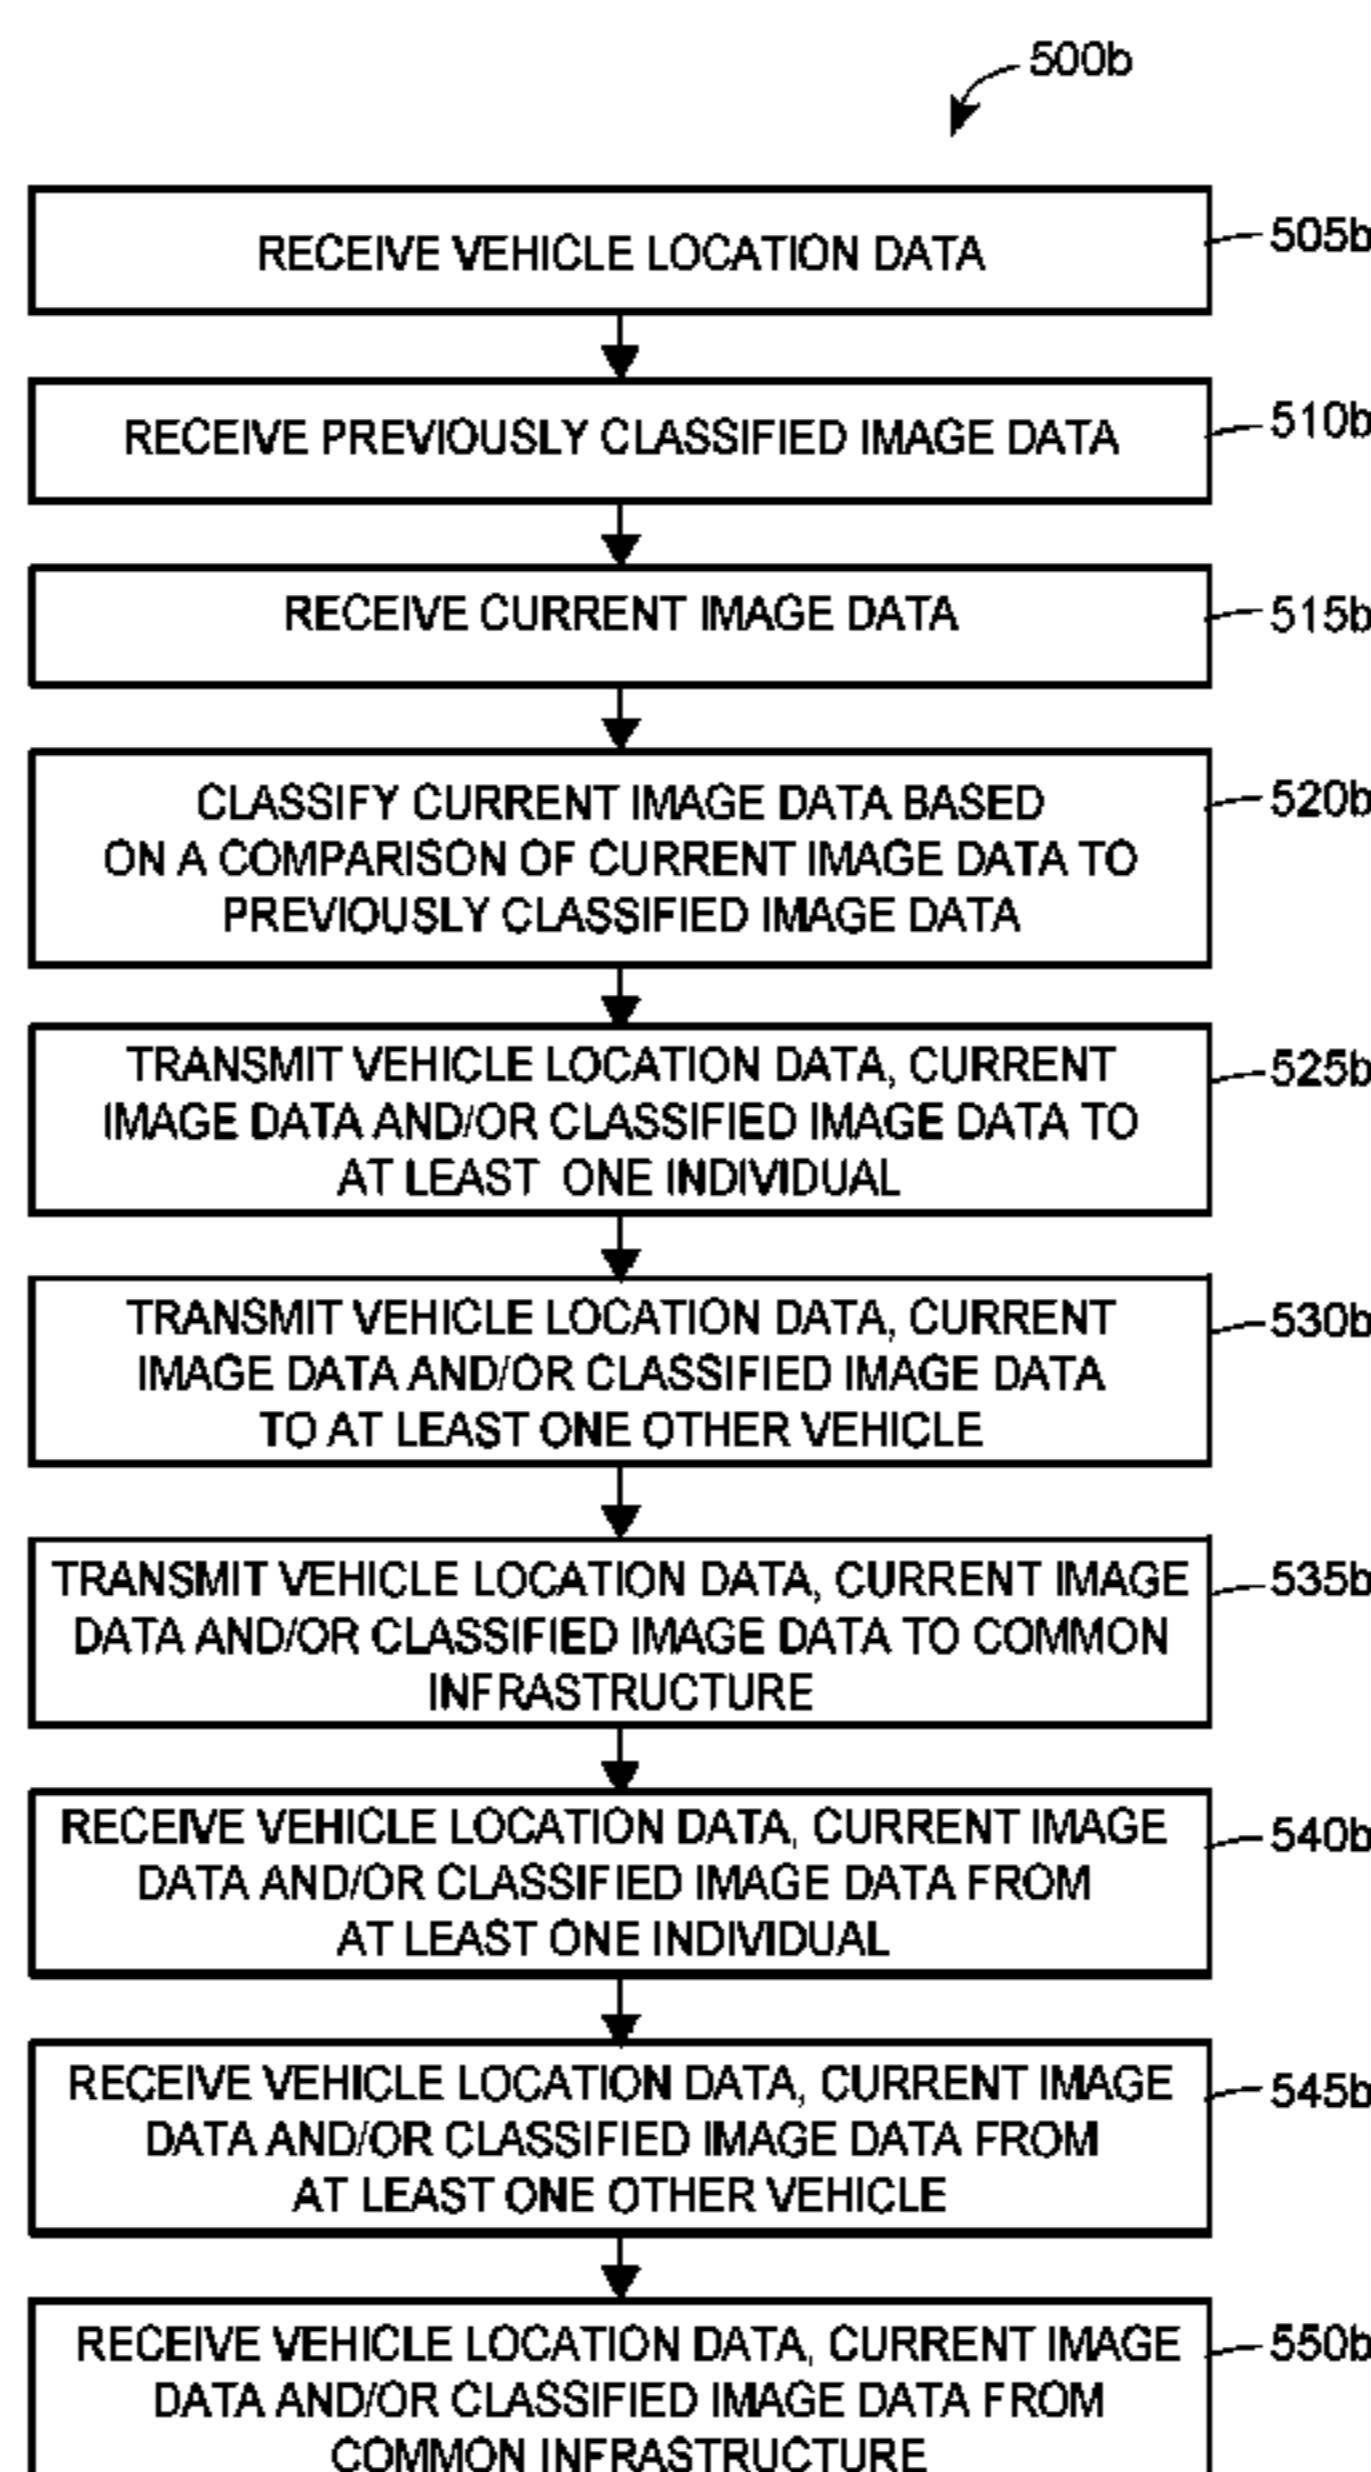 500b
RECEIVE VEHICLE LOCATION DATA
505b
RECEIVE PREVIOUSLY CLASSIFIED IMAGE DATA
510b
RECEIVE CURRENT IMAGE DATA
515b
CLASSIFY CURRENT IMAGE DATA BASED
ON A COMPARISON OF CURRENT IMAGE DATA TO
PREVIOUSLY CLASSIFIED IMAGE DATA
520b
TRANSMIT VEHICLE LOCATION DATA, CURRENT
IMAGE DATA AND/OR CLASSIFIED IMAGE DATA TO
AT LEAST ONE INDIVIDUAL
525b
TRANSMIT VEHICLE LOCATION DATA, CURRENT
IMAGE DATA AND/OR CLASSIFIED IMAGE DATA
TO AT LEAST ONE OTHER VEHICLE
530b
TRANSMIT VEHICLE LOCATION DATA, CURRENT IMAGE
DATA AND/OR CLASSIFIED IMAGE DATA TO COMMON
INFRASTRUCTURE
535b
RECEIVE VEHICLE LOCATION DATA, CURRENT IMAGE
DATA AND/OR CLASSIFIED IMAGE DATA FROM
AT LEAST ONE INDIVIDUAL
540b
RECEIVE VEHICLE LOCATION DATA, CURRENT IMAGE
DATA AND/OR CLASSIFIED IMAGE DATA FROM
AT LEAST ONE OTHER VEHICLE
545b
RECEIVE VEHICLE LOCATION DATA, CURRENT IMAGE
DATA AND/OR CLASSIFIED IMAGE DATA FROM
COMMON INFRASTRUCTURE
550b